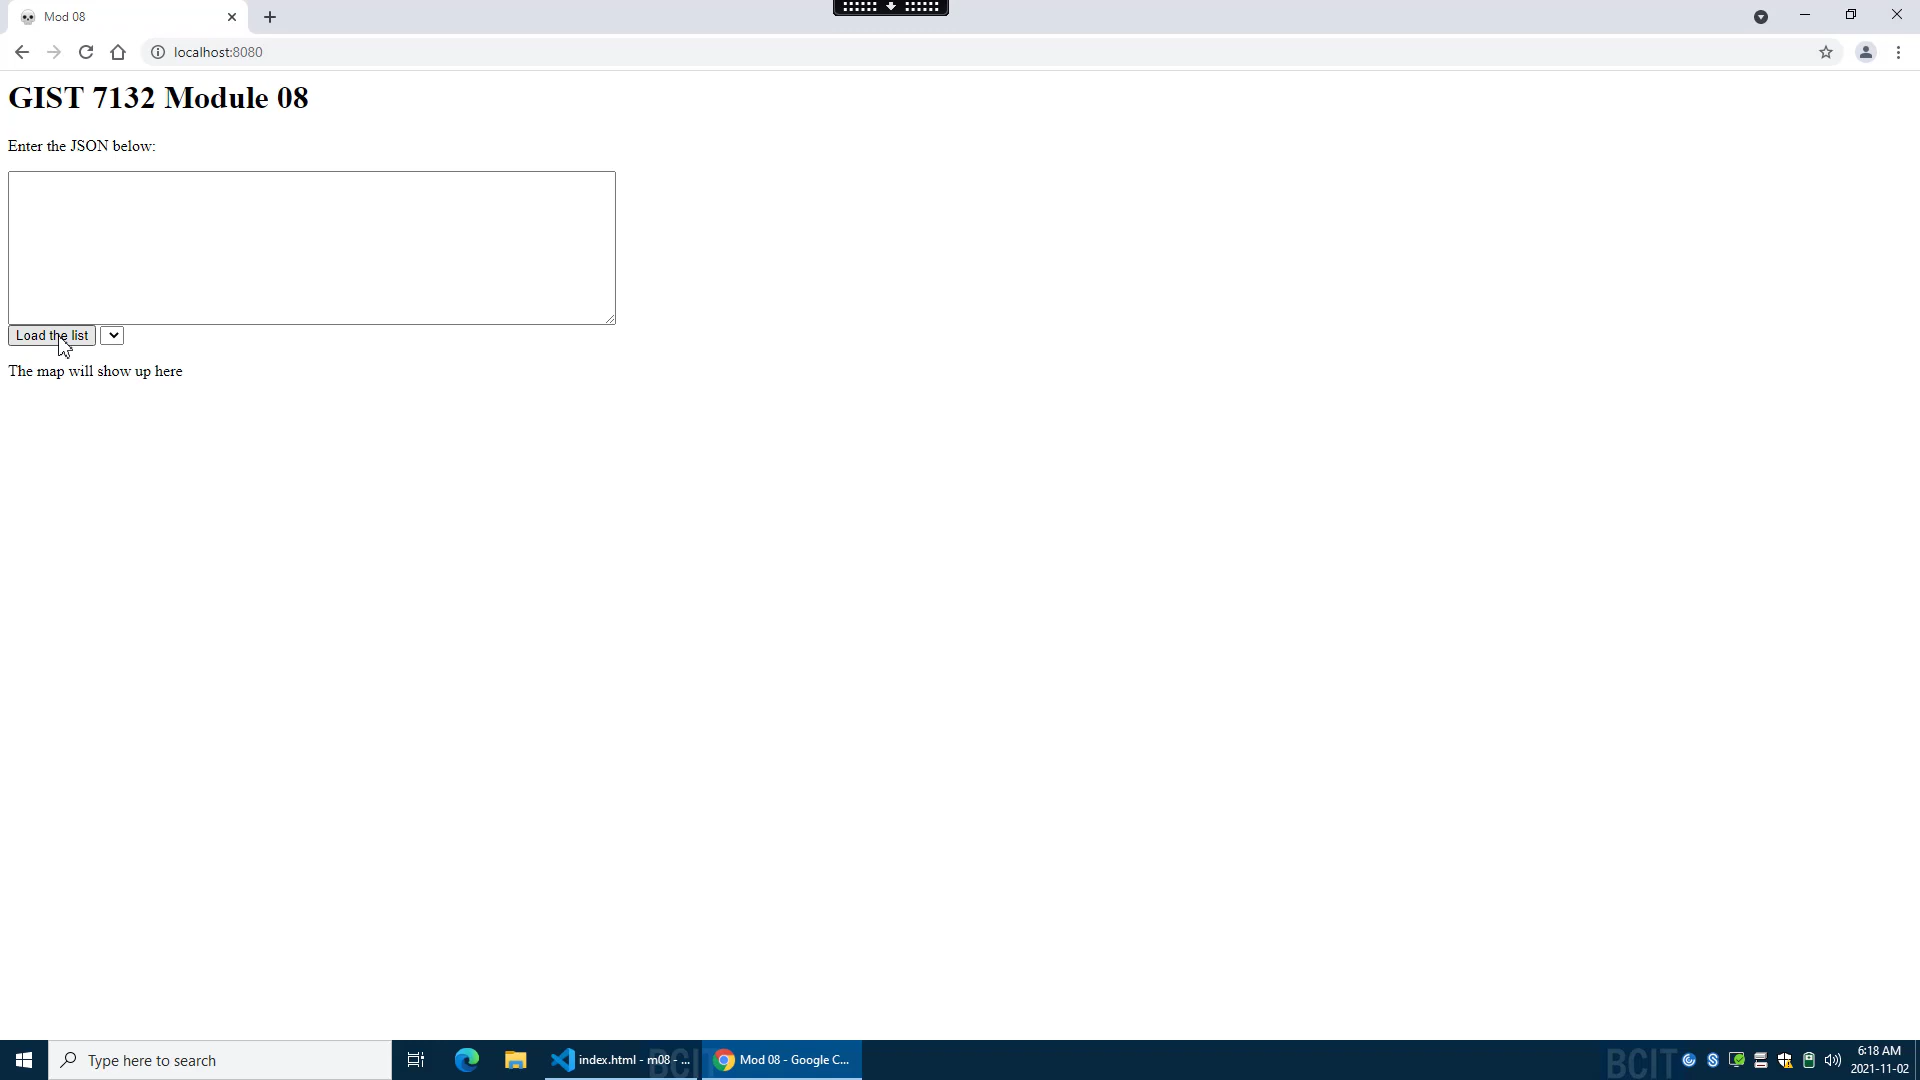 Mod 08
localhost:8080
GIST 7132 Module 08
Enter the JSON below:
Load the list
The map will show up here
Type here to search
index.html - m08 - ...
Mod 08 - Google C...
BCIT
6:18 AM
2021-11-02